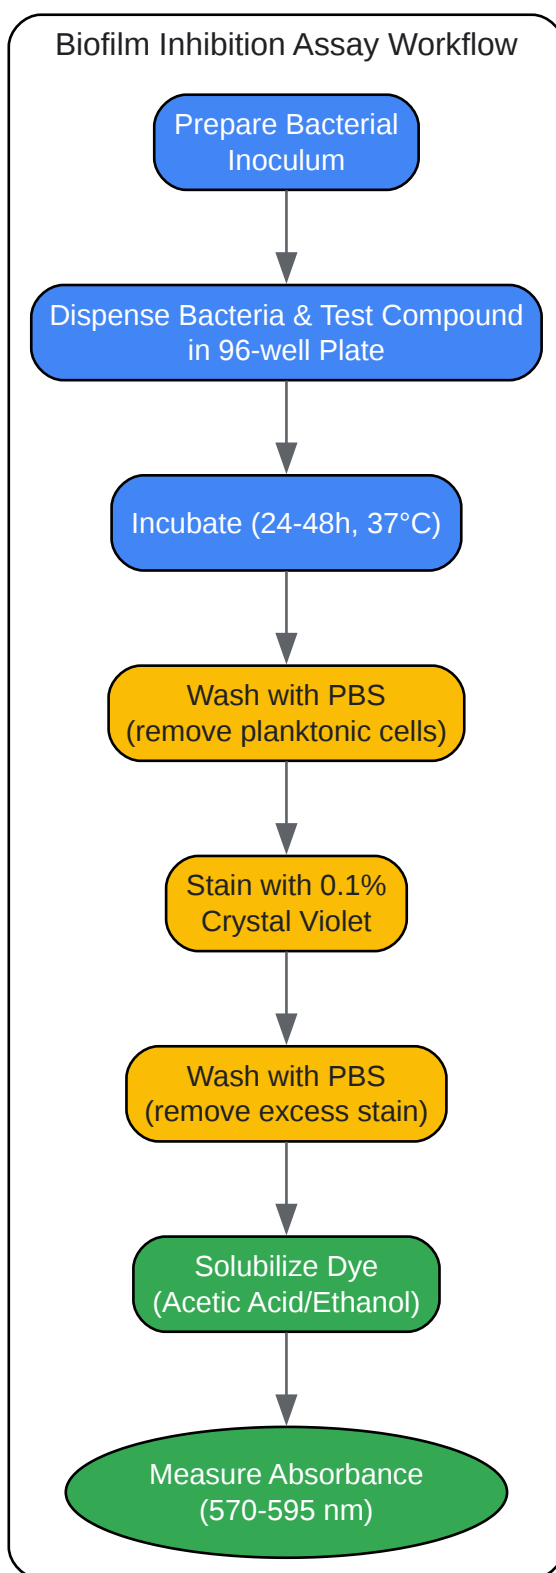 Biofilm Inhibition Assay Workflow
Prepare Bacterial
Inoculum
Dispense Bacteria & Test Compound
in 96-well Plate
Incubate (24-48h, 37°C)
Wash with PBS
(remove planktonic cells)
Stain with 0.1%
Crystal Violet
Wash with PBS
(remove excess stain)
Solubilize Dye
(Acetic Acid/Ethanol)
Measure Absorbance
(570-595 nm)